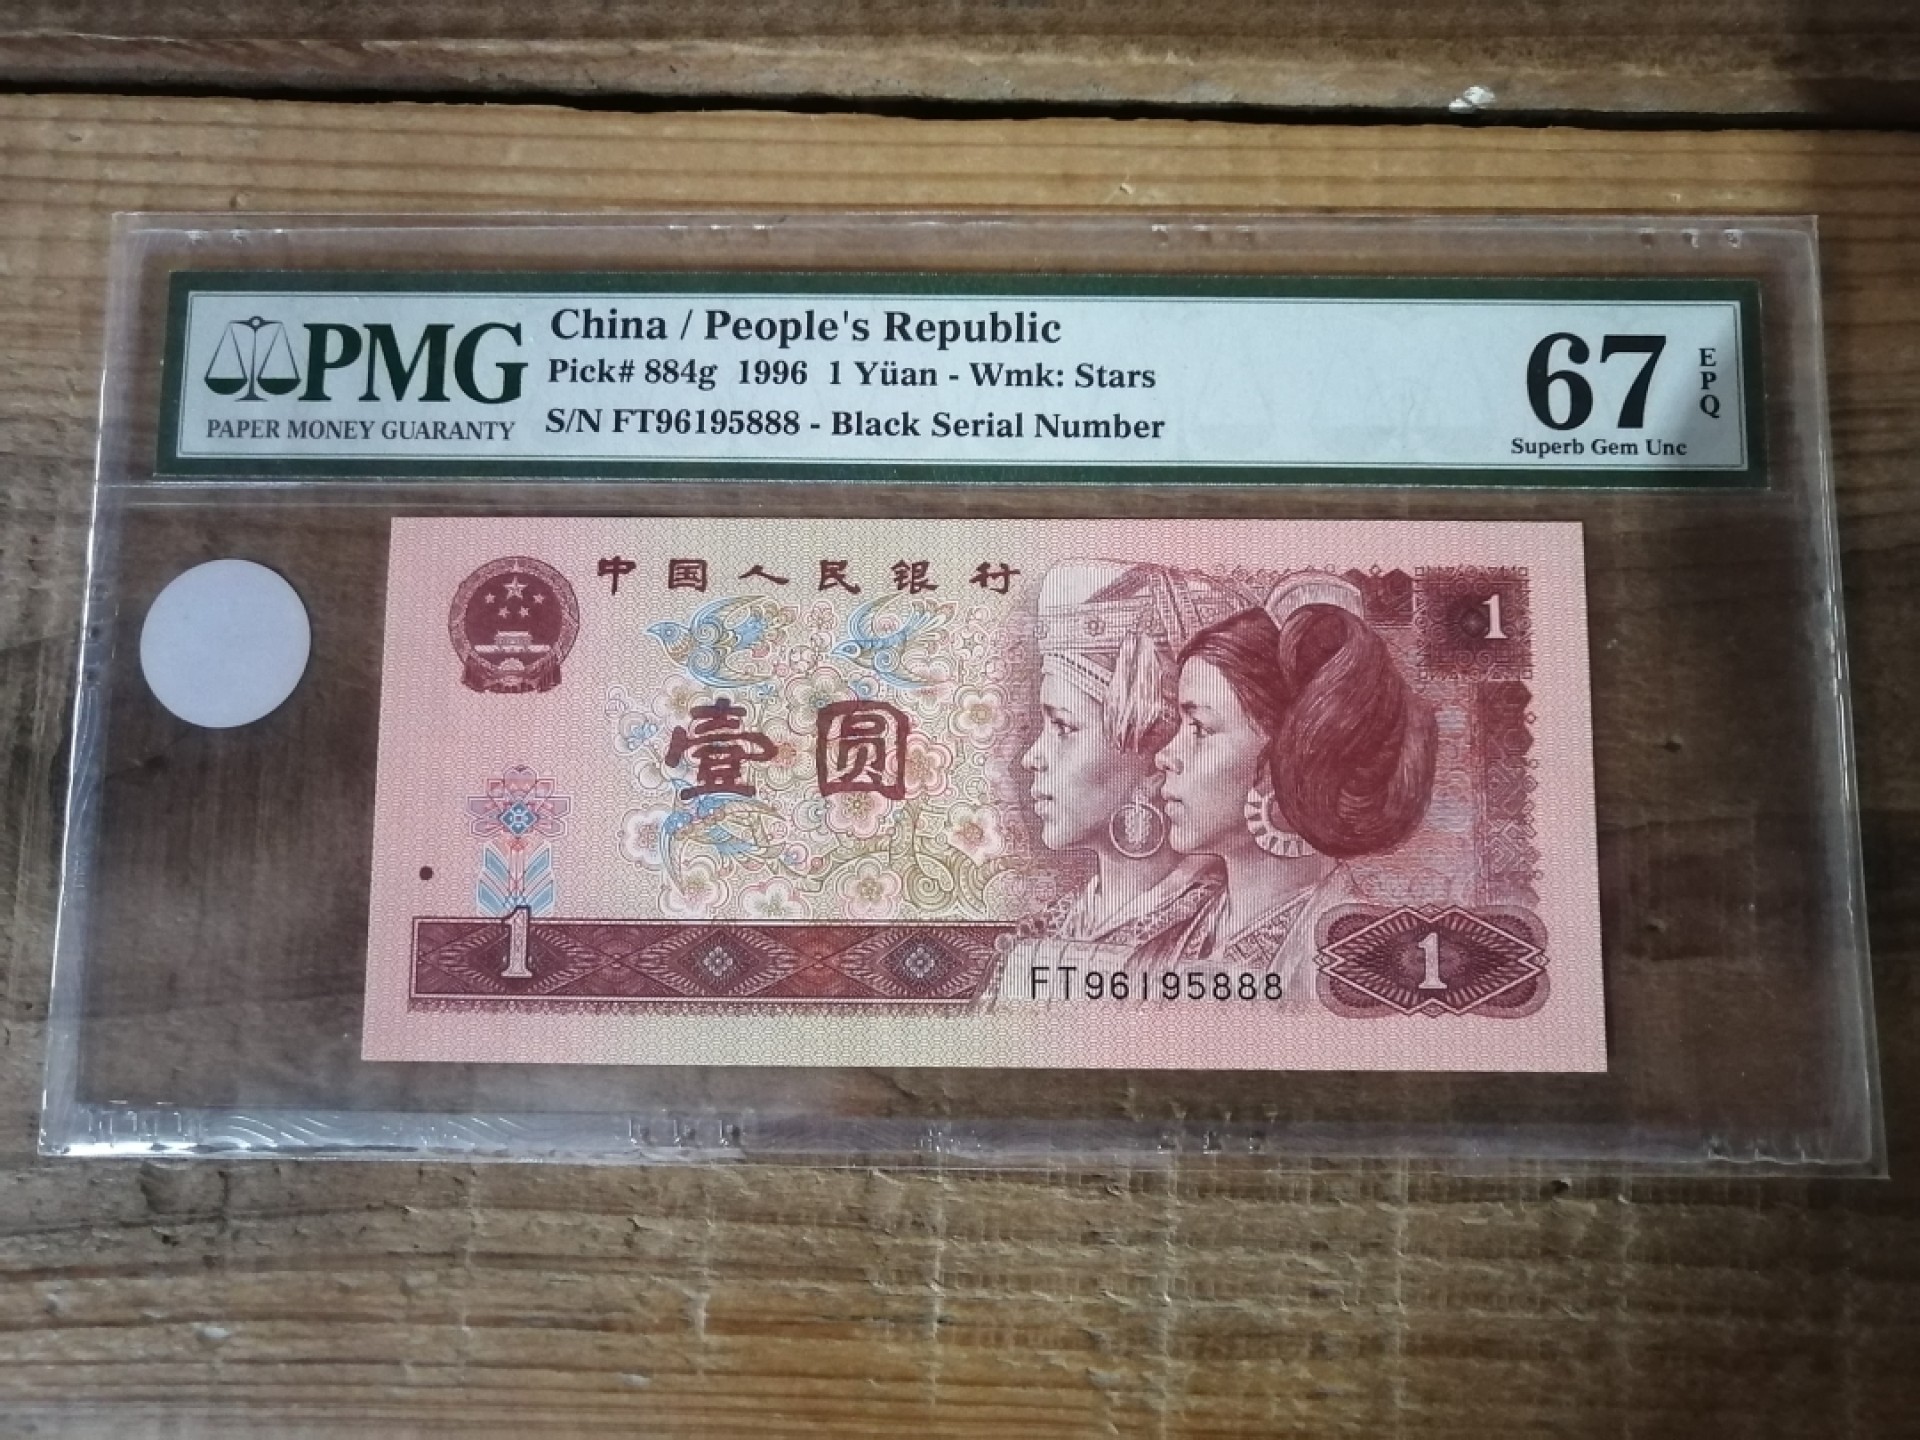 PMG
PAPER MONEY GUARANTY
China / People's Republic
Pick# 884g 1996 1 Yüan - Wmk: Stars
S/N FT96195888 - Black Serial Number
67
EPQ
Superb Gem Unc
中国人民银行
1
壹圆
1
FT96195888
1